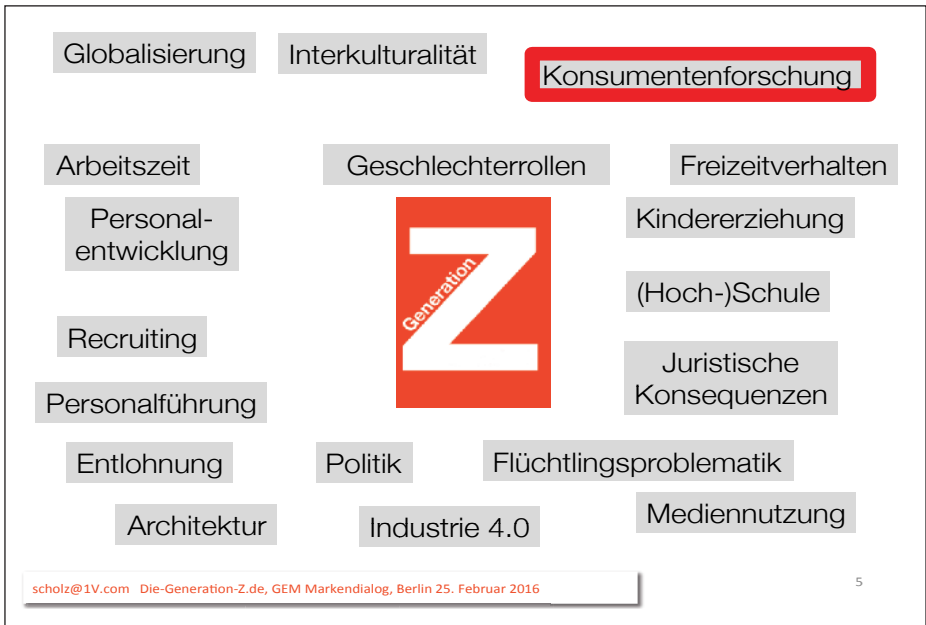 Globalisierung
Interkulturalität
Konsumentenforschung
Arbeitszeit
Geschlechterrollen
Freizeitverhalten
Personal-
entwicklung
Generation
Z
Kindererziehung
(Hoch-)Schule
Recruiting
Juristische
Konsequenzen
Personalführung
Entlohnung
Politik
Flüchtlingsproblematik
Architektur
Industrie 4.0
Mediennutzung
scholz@1V.com Die-Generation-Z.de, GEM Markendialog, Berlin 25. Februar 2016
5